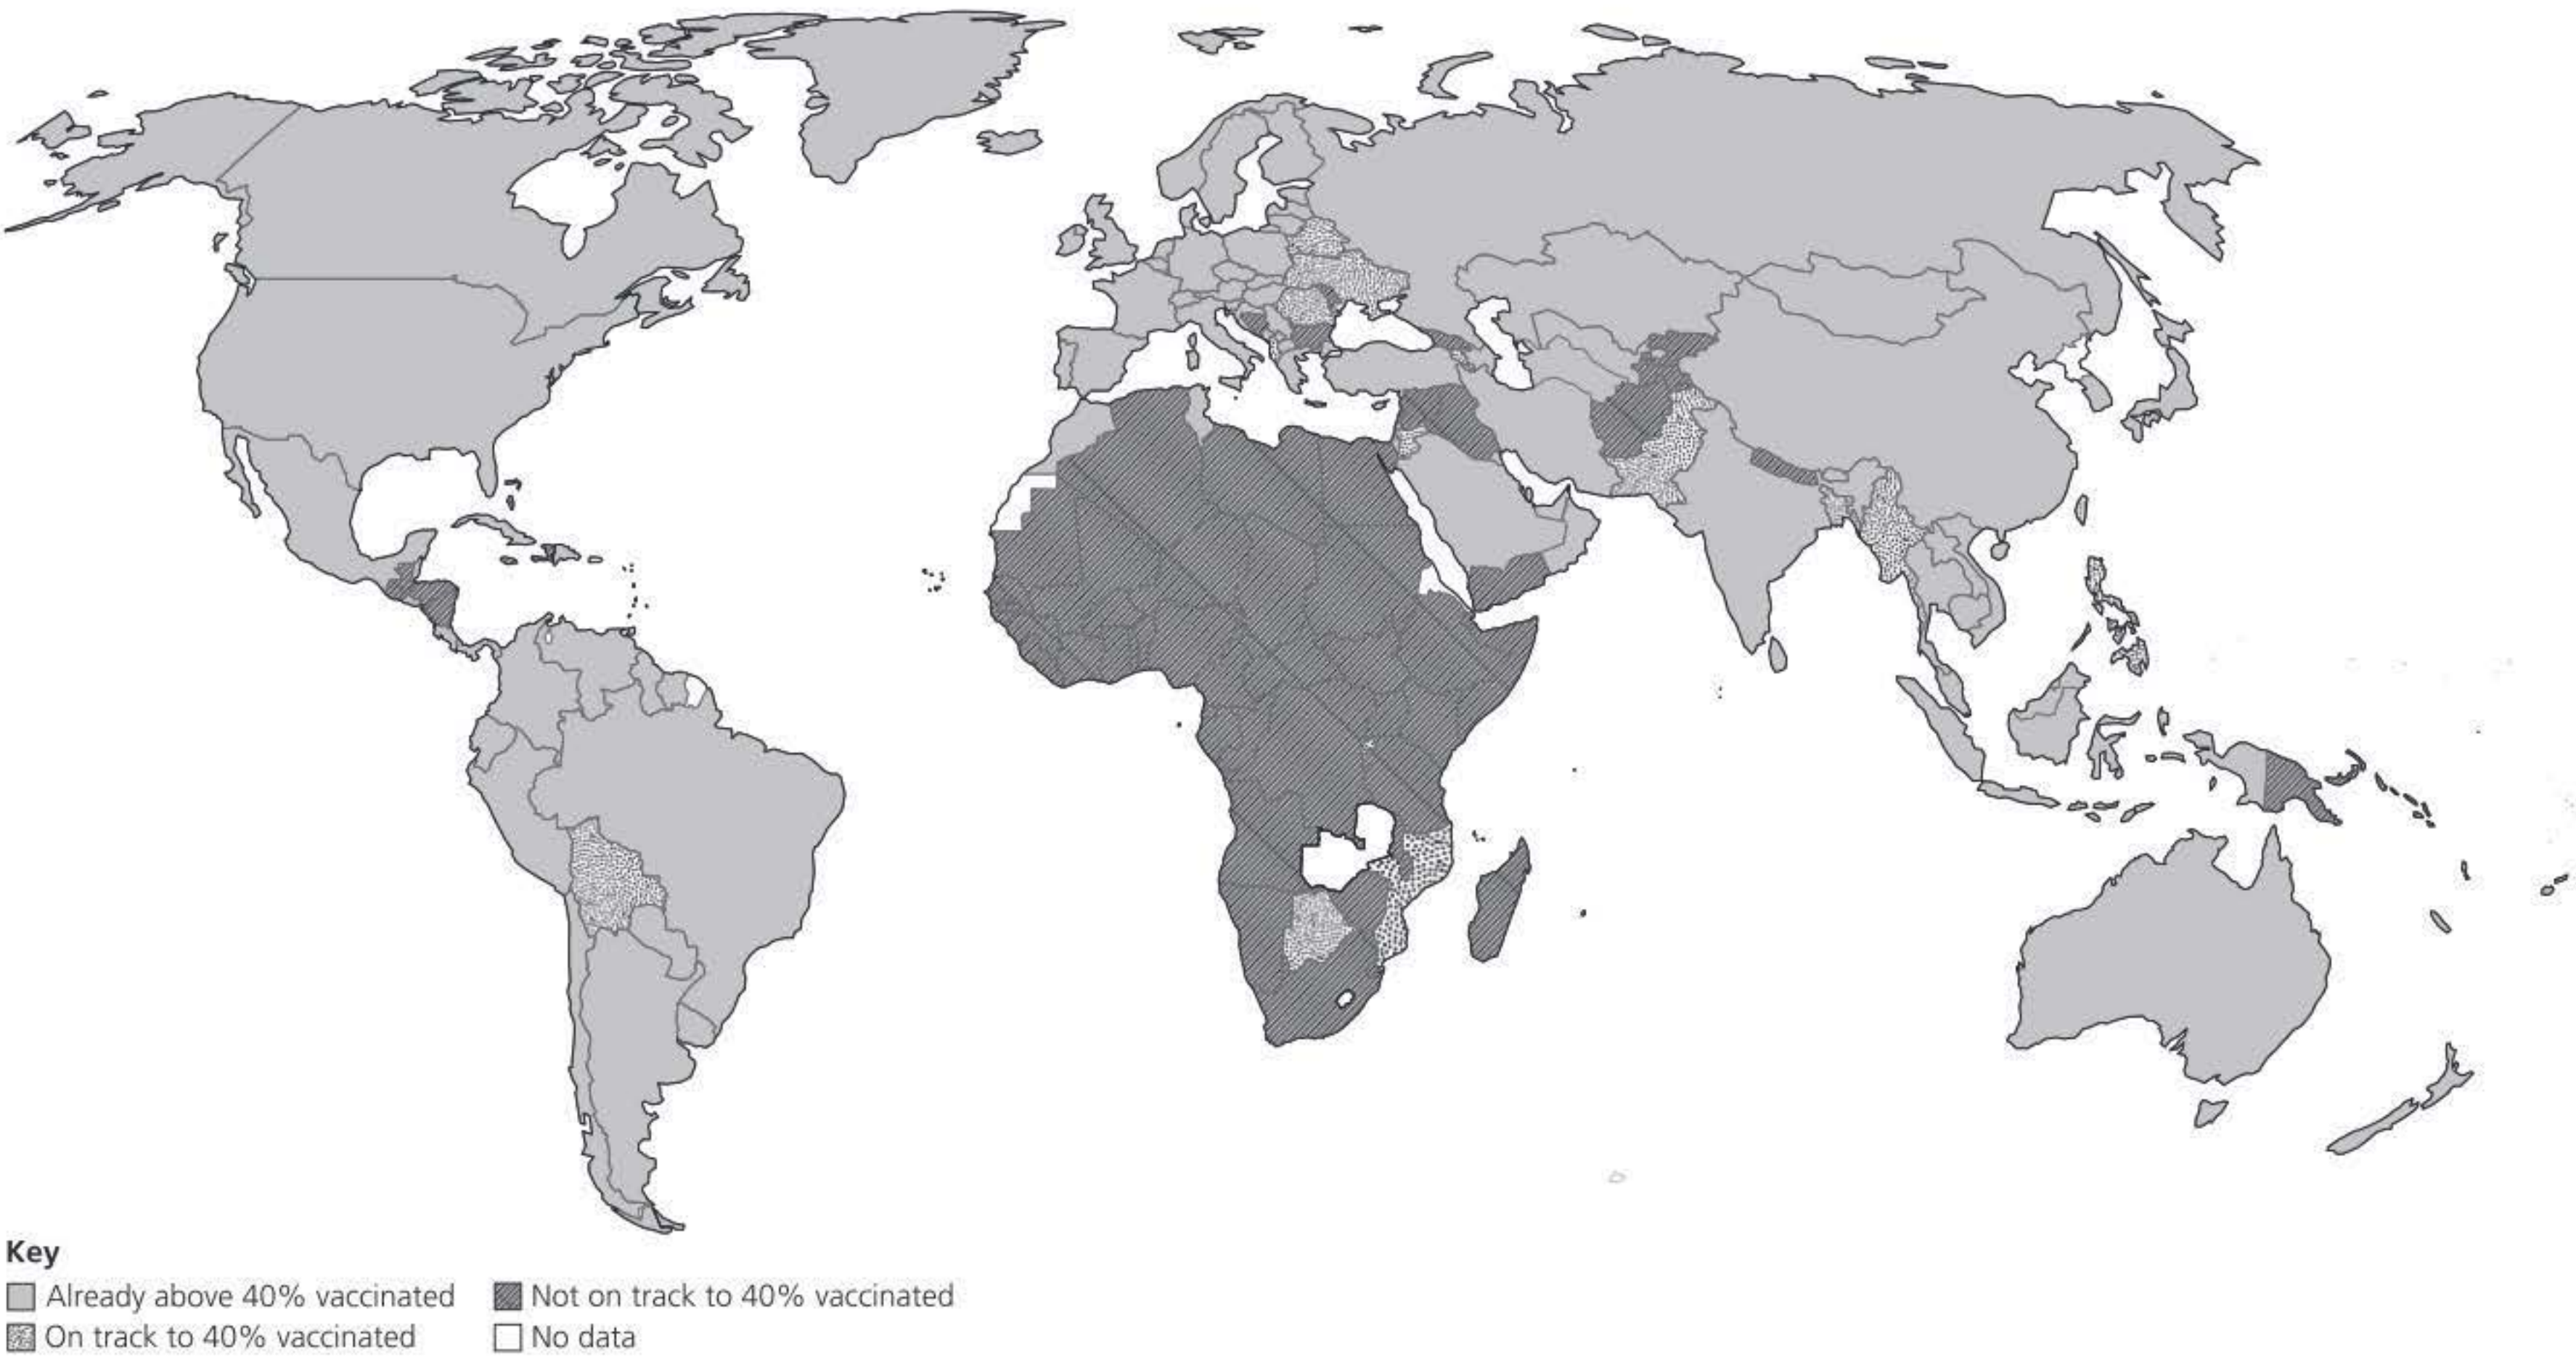 Key
Already above 40% vaccinated
Not on track to 40% vaccinated
On track to 40% vaccinated
No data